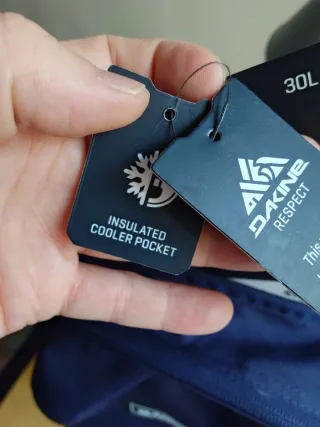 INSULATED
COOLER POCKET
30L
DAKINE
RESPECT
This